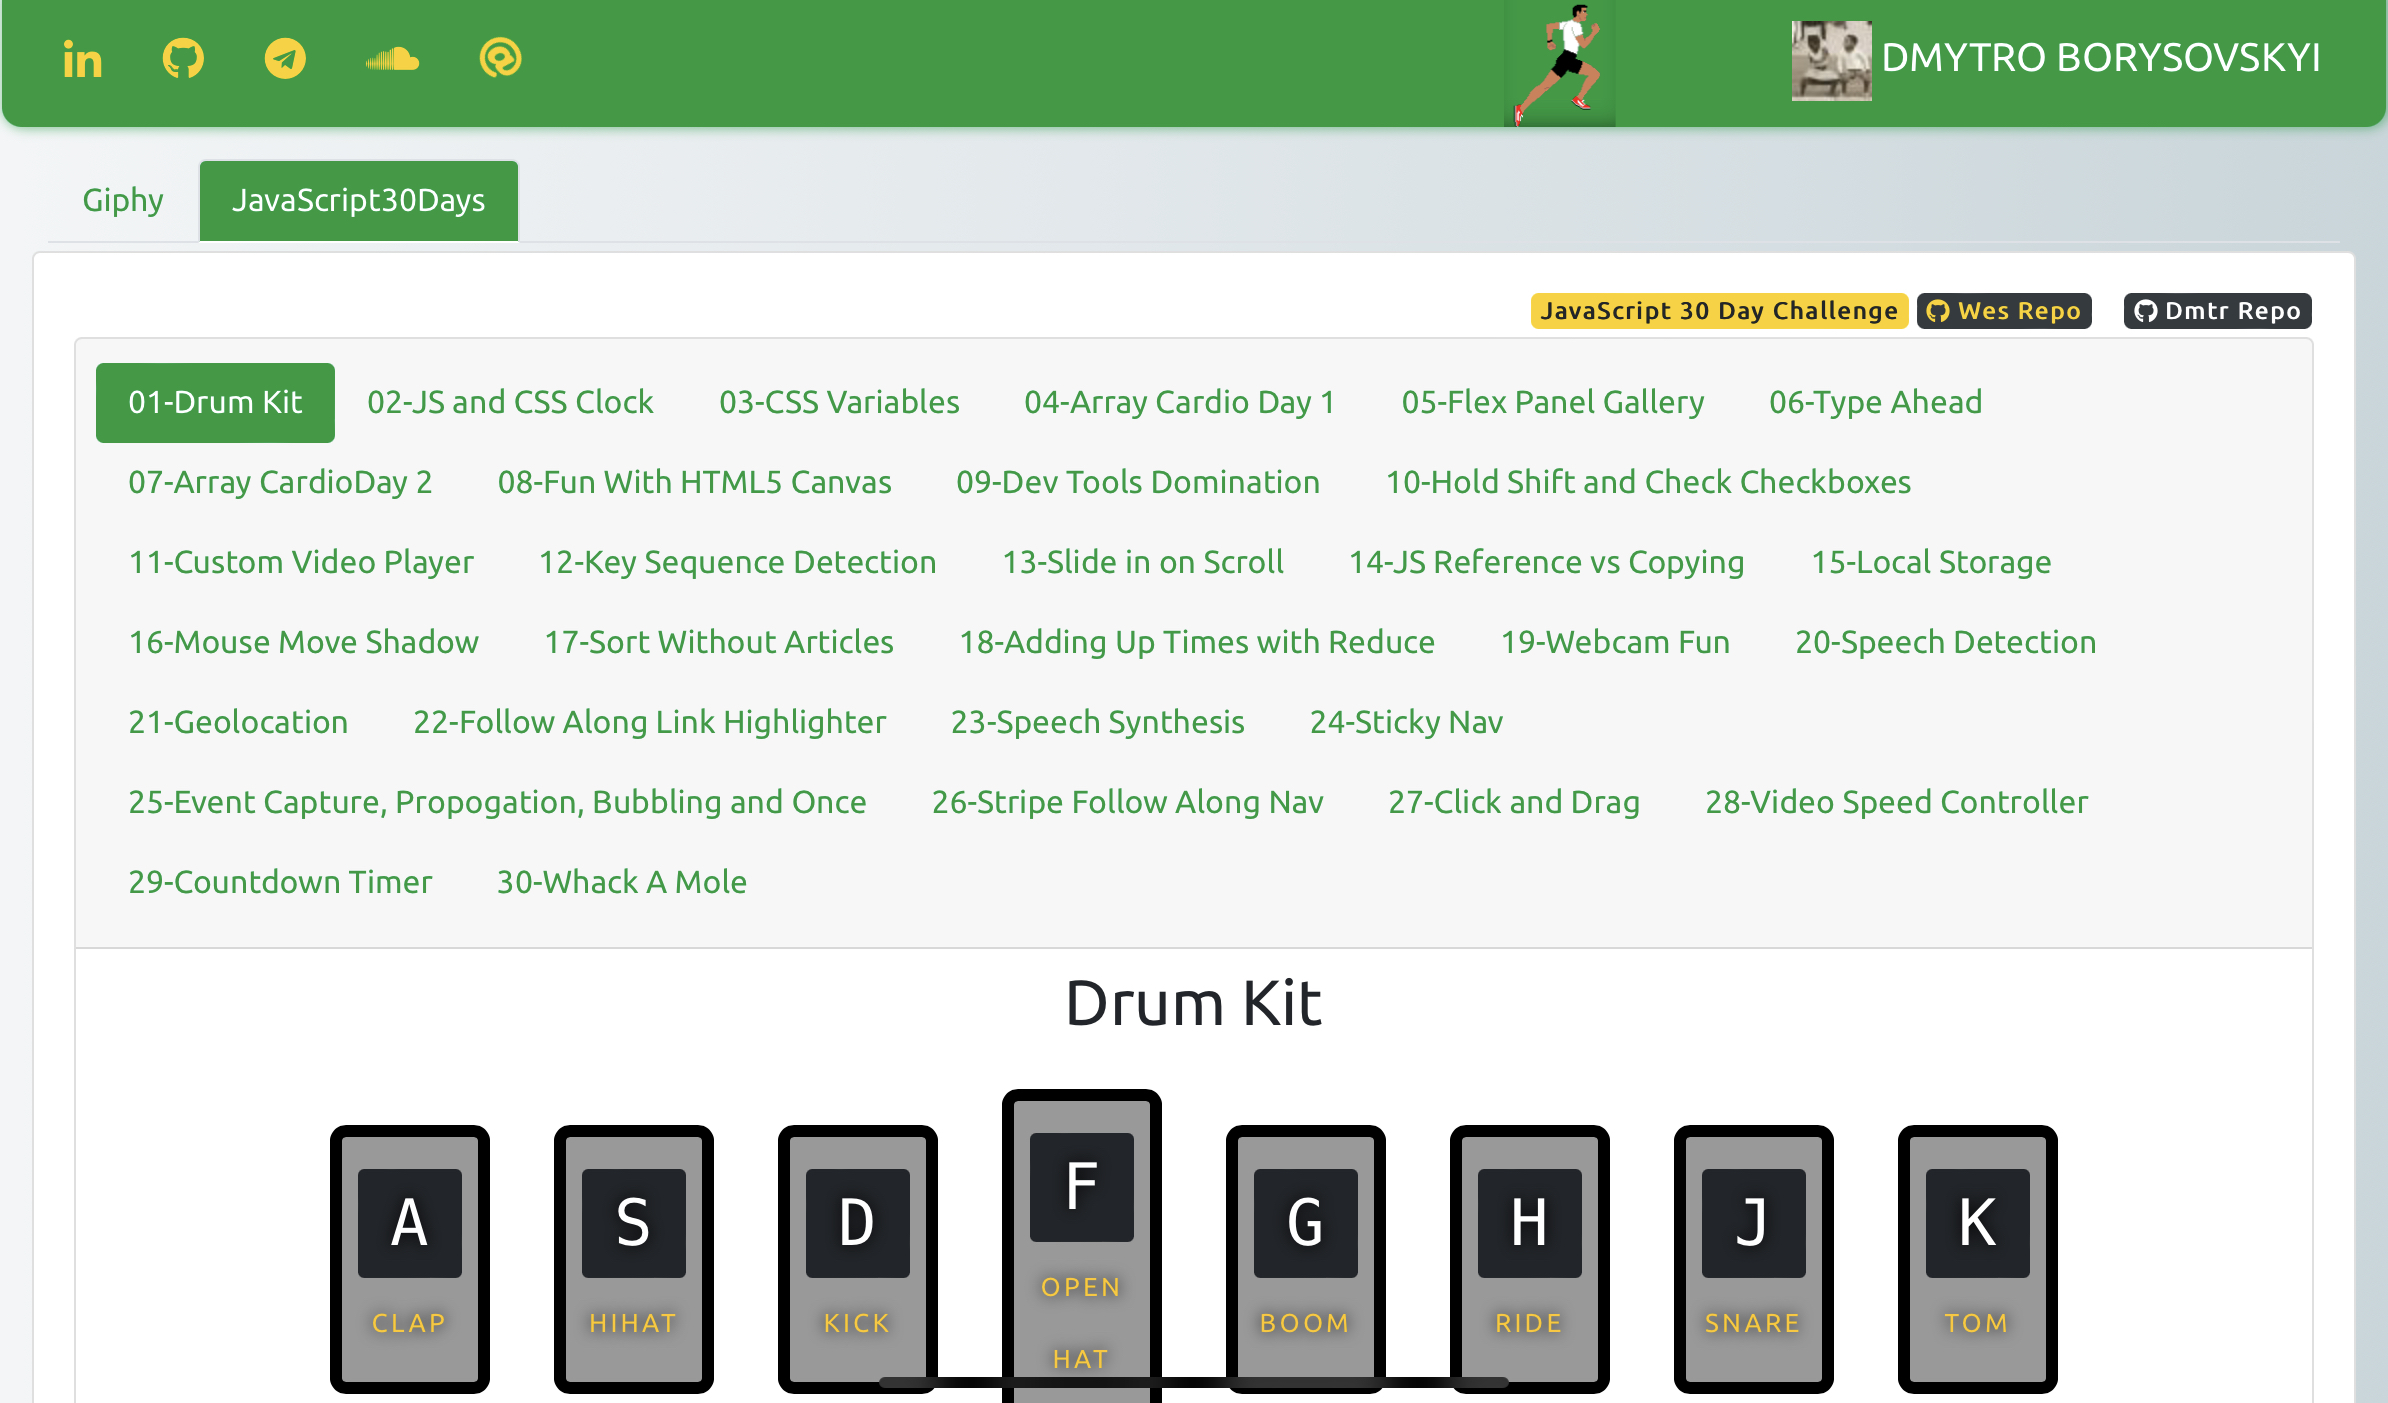 in
DMYTRO BORYSOVSKYI
Giphy JavaScript30Days
JavaScript 30 Day Challenge Wes Repo Dmtr Repo
01-Drum Kit 02-JS and CSS Clock 03-CSS Variables 04-Array Cardio Day 1 05-Flex Panel Gallery 06-Type Ahead
07-Array CardioDay 2 08-Fun With HTML5 Canvas 09-Dev Tools Domination 10-Hold Shift and Check Checkboxes
11-Custom Video Player 12-Key Sequence Detection 13-Slide in on Scroll 14-JS Reference vs Copying 15-Local Storage
16-Mouse Move Shadow 17-Sort Without Articles 18-Adding Up Times with Reduce 19-Webcam Fun 20-Speech Detection
21-Geolocation 22-Follow Along Link Highlighter 23-Speech Synthesis 24-Sticky Nav
25-Event Capture, Propogation, Bubbling and Once 26-Stripe Follow Along Nav 27-Click and Drag 28-Video Speed Controller
29-Countdown Timer 30-Whack A Mole
Drum Kit
A S D F G H J K
CLAP HIHAT KICK OPEN HAT BOOM RIDE SNARE TOM